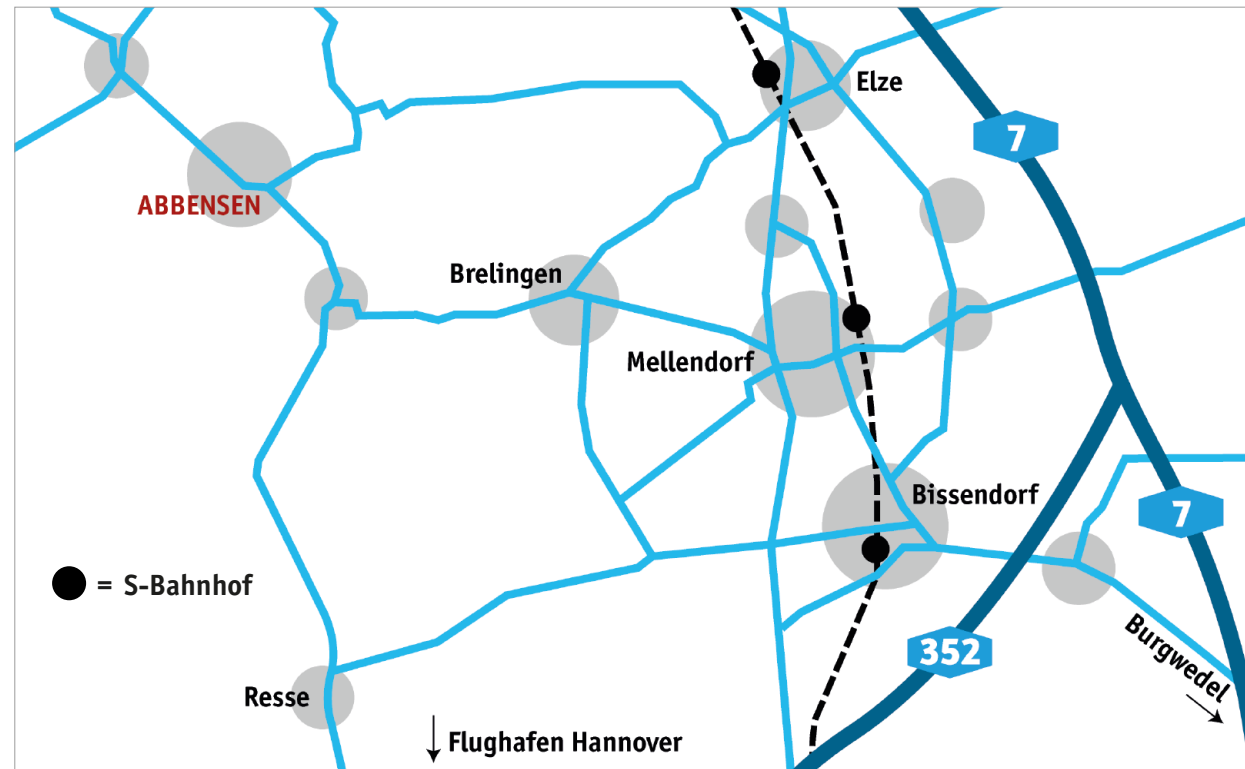 Elze
7
ABBENSEN
Brelingen
Mellendorf
Bissendorf
7
= S-Bahnhof
352
Burgwedel
Resse
Flughafen Hannover